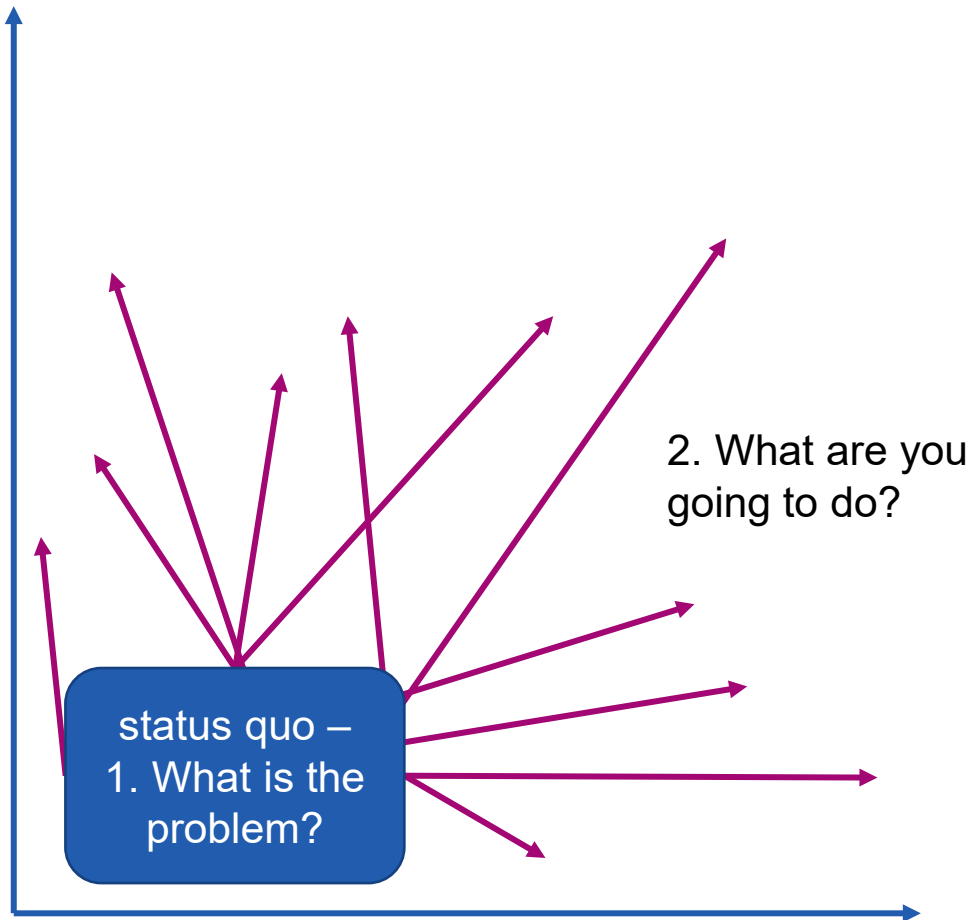 2. What are you
going to do?
status quo –
1. What is the
problem?